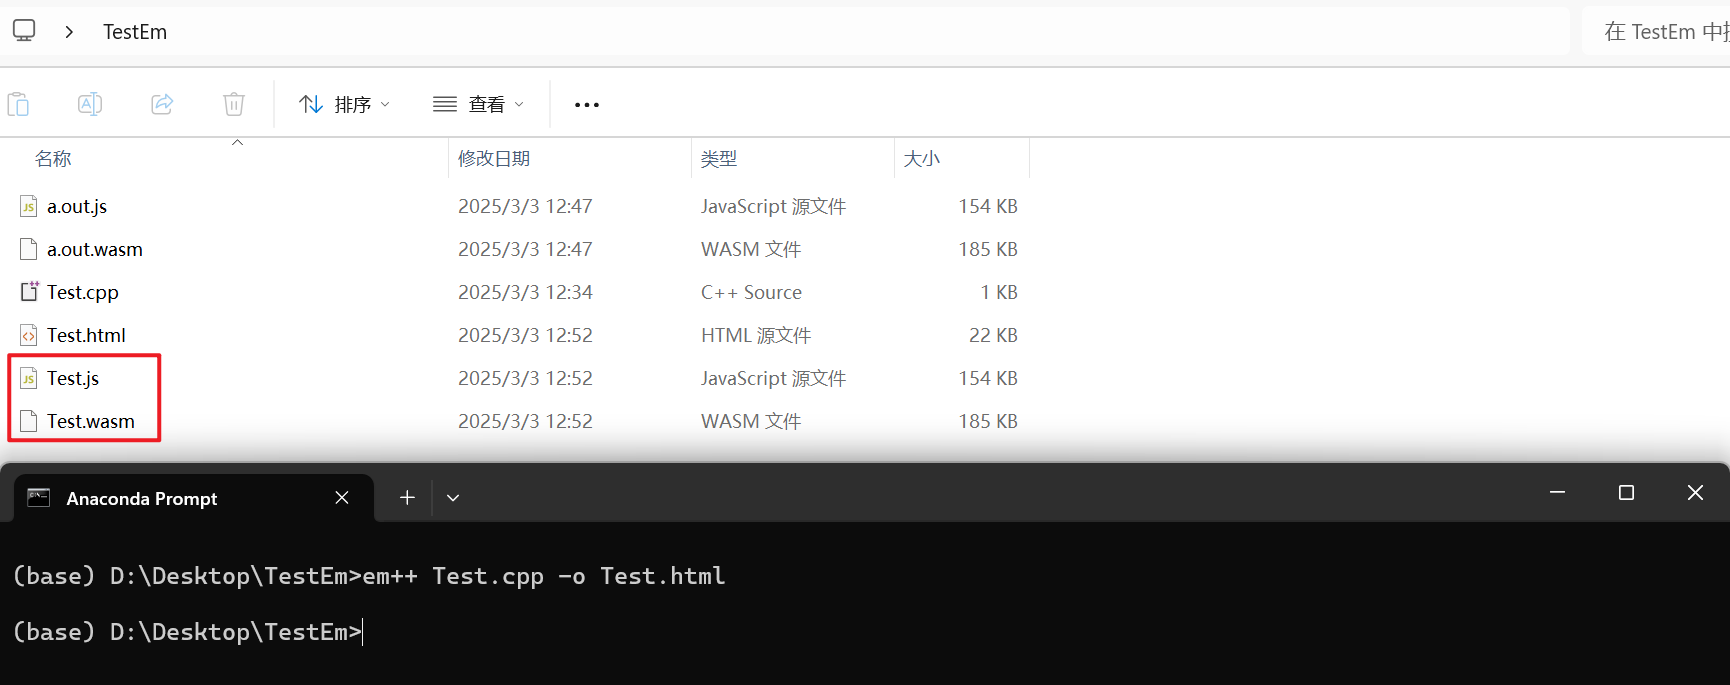 TestEm
在 TestEm 中
排序
查看
名称 修改日期 类型 大小
a.out.js 2025/3/3 12:47 JavaScript 源文件 154 KB
a.out.wasm 2025/3/3 12:47 WASM 文件 185 KB
Test.cpp 2025/3/3 12:34 C++ Source 1 KB
Test.html 2025/3/3 12:52 HTML 源文件 22 KB
Test.js 2025/3/3 12:52 JavaScript 源文件 154 KB
Test.wasm 2025/3/3 12:52 WASM 文件 185 KB
Anaconda Prompt
(base) D:\Desktop\TestEm>em++ Test.cpp -o Test.html
(base) D:\Desktop\TestEm>